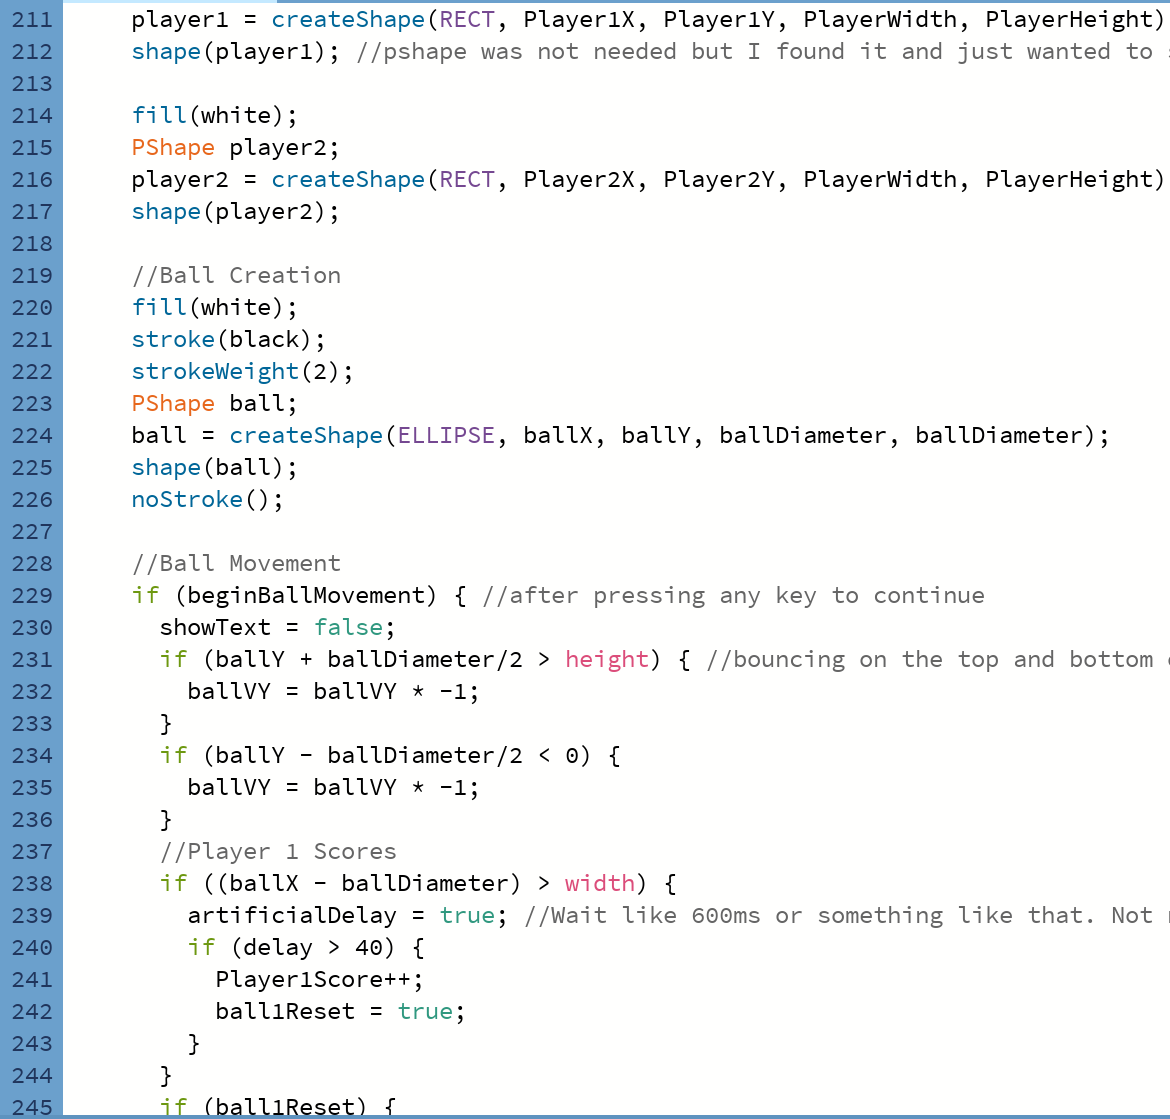 211 player1 = createShape(RECT, Player1X, Player1Y, PlayerWidth, PlayerHeight)
212 shape(player1); //pshape was not needed but I found it and just wanted to
213
214 fill(white);
215 PShape player2;
216 player2 = createShape(RECT, Player2X, Player2Y, PlayerWidth, PlayerHeight)
217 shape(player2);
218
219 //Ball Creation
220 fill(white);
221 stroke(black);
222 strokeWeight(2);
223 PShape ball;
224 ball = createShape(ELLIPSE, ballX, ballY, ballDiameter, ballDiameter);
225 shape(ball);
226 noStroke();
227
228 //Ball Movement
229 if (beginBallMovement) { //after pressing any key to continue
230 showText = false;
231 if (ballY + ballDiameter/2 > height) { //bouncing on the top and bottom
232 ballVY = ballVY * -1;
233 }
234 if (ballY - ballDiameter/2 < 0) {
235 ballVY = ballVY * -1;
236 }
237 //Player 1 Scores
238 if ((ballX - ballDiameter) > width) {
239 artificialDelay = true; //Wait like 600ms or something like that. Not
240 if (delay > 40) {
241 Player1Score++;
242 ball1Reset = true;
243 }
244 }
245 if (ball1Reset) {